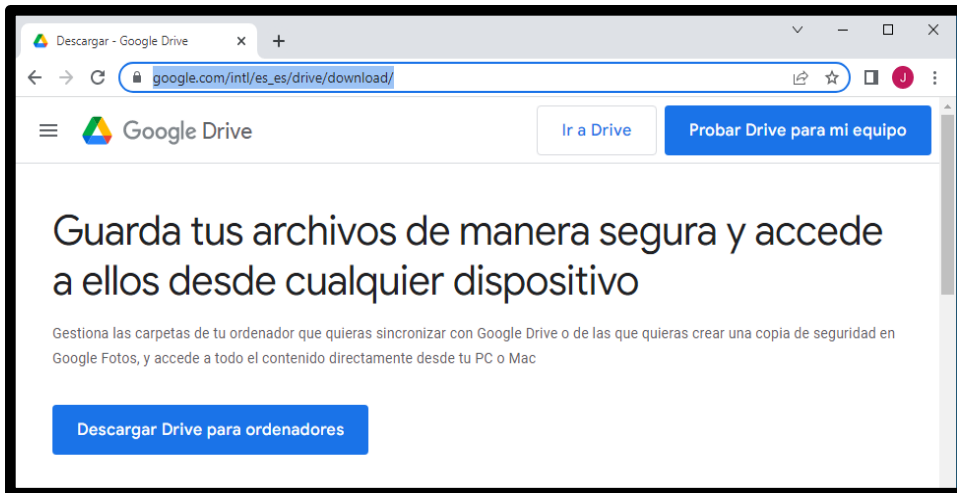 Descargar - Google Drive
google.com/intl/es_es/drive/download/
J
Google Drive
Ir a Drive
Probar Drive para mi equipo
Guarda tus archivos de manera segura y accede
a ellos desde cualquier dispositivo
Gestiona las carpetas de tu ordenador que quieras sincronizar con Google Drive o de las que quieras crear una copia de seguridad en
Google Fotos, y accede a todo el contenido directamente desde tu PC o Mac
Descargar Drive para ordenadores